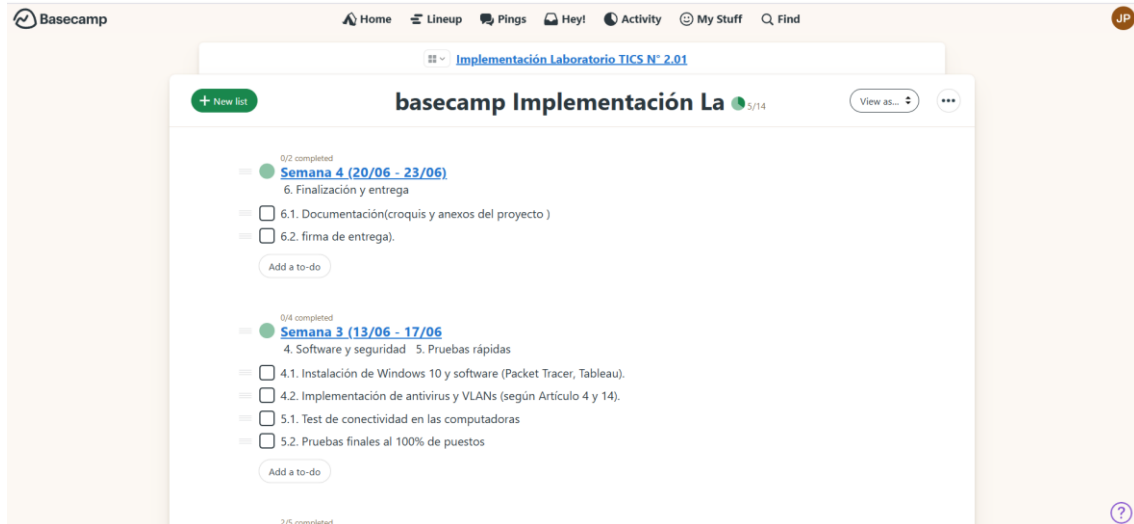 Basecamp
Home Lineup Pings Hey! Activity My Stuff Find
JP
Implementación Laboratorio TICS N° 2.01
+ New list
basecamp Implementación La 5/14
View as...
0/2 completed
Semana 4 (20/06 - 23/06)
6. Finalización y entrega
6.1. Documentación(croquis y anexos del proyecto )
6.2. firma de entrega).
Add a to-do
0/4 completed
Semana 3 (13/06 - 17/06
4. Software y seguridad 5. Pruebas rápidas
4.1. Instalación de Windows 10 y software (Packet Tracer, Tableau).
4.2. Implementación de antivirus y VLANs (según Artículo 4 y 14).
5.1. Test de conectividad en las computadoras
5.2. Pruebas finales al 100% de puestos
Add a to-do
2/5 completed
?